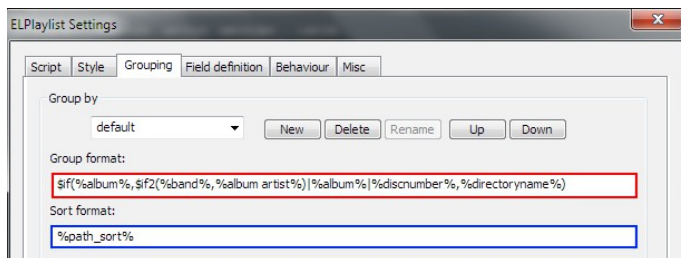 ELPlaylist Settings
Script Style Grouping Field definition Behaviour Misc
Group by
default New Delete Rename Up Down
Group format:
$if(%album%,$if2(%band%,%album artist%)|%album%|%discnumber%,%directoryname%)
Sort format:
%path_sort%